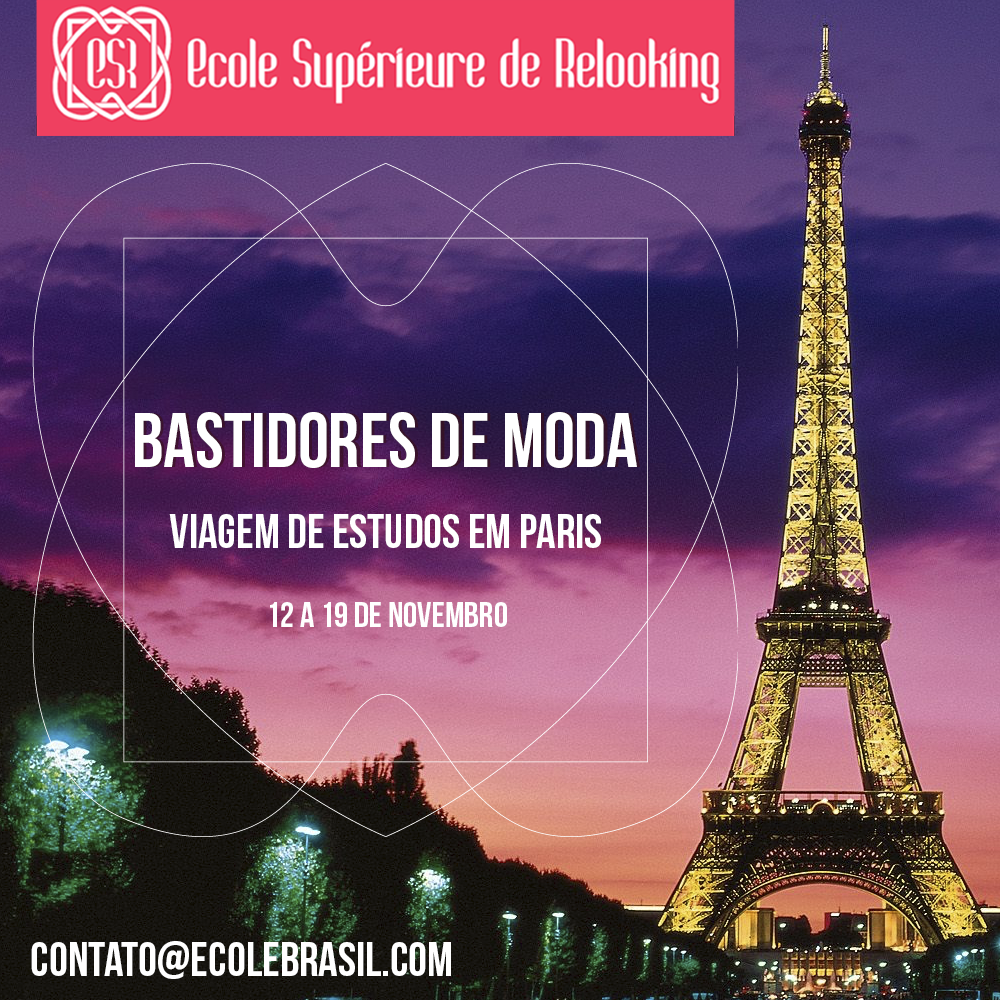 esr
Ecole Supérieure de Relooking
BASTIDORES DE MODA
VIAGEM DE ESTUDOS EM PARIS
12 A 19 DE NOVEMBRO
CONTATO@ECOLEBRASIL.COM